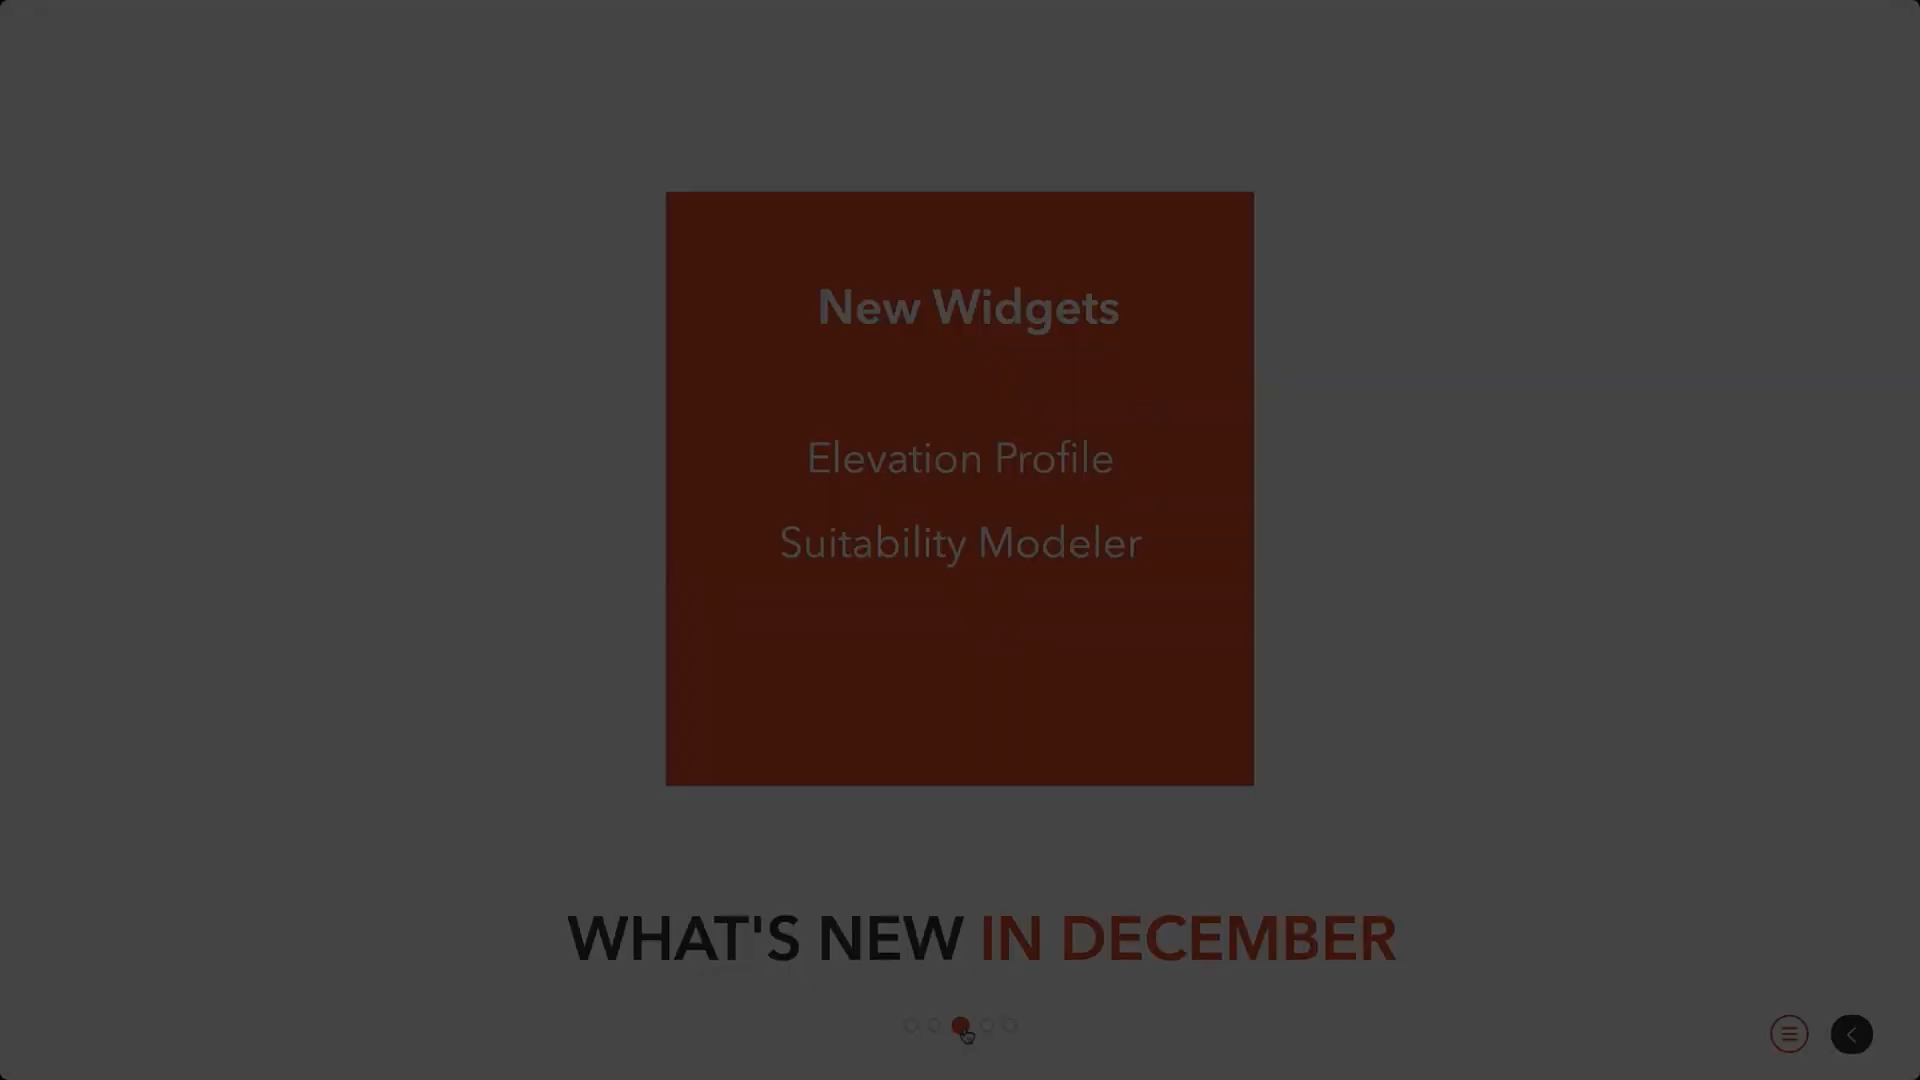 New Widgets
Elevation Profile
Suitability Modeler
WHAT'S NEW IN DECEMBER